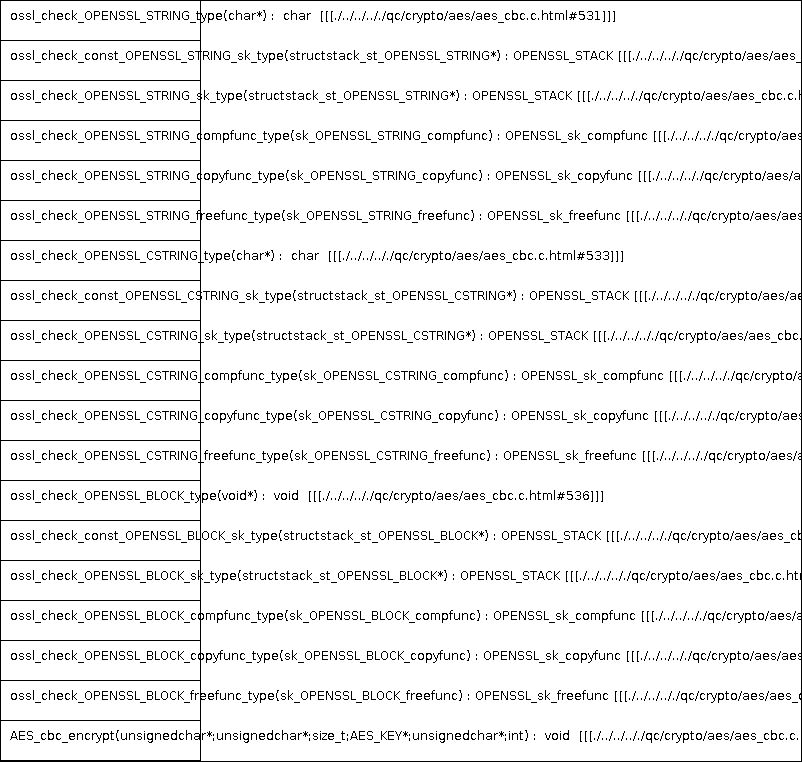 ossl_check_OPENSSL_STRING_type(char*) : char [[[./../../../qc/crypto/aes/aes_cbc.c.html#531]]]
ossl_check_const_OPENSSL_STRING_sk_type(structstack_st_OPENSSL_STRING*) : OPENSSL_STACK [[[./../../../qc/crypto/aes/aes_
ossl_check_OPENSSL_STRING_sk_type(structstack_st_OPENSSL_STRING*) : OPENSSL_STACK [[[./../../../qc/crypto/aes/aes_cbc.c.h
ossl_check_OPENSSL_STRING_compfunc_type(sk_OPENSSL_STRING_compfunc) : OPENSSL_sk_compfunc [[[./../../../qc/crypto/aes
ossl_check_OPENSSL_STRING_copyfunc_type(sk_OPENSSL_STRING_copyfunc) : OPENSSL_sk_copyfunc [[[./../../../qc/crypto/aes/a
ossl_check_OPENSSL_STRING_freefunc_type(sk_OPENSSL_STRING_freefunc) : OPENSSL_sk_freefunc [[[./../../../qc/crypto/aes/aes
ossl_check_OPENSSL_CSTRING_type(char*) : char [[[./../../../qc/crypto/aes/aes_cbc.c.html#533]]]
ossl_check_const_OPENSSL_CSTRING_sk_type(structstack_st_OPENSSL_CSTRING*) : OPENSSL_STACK [[[./../../../qc/crypto/aes/ae
ossl_check_OPENSSL_CSTRING_sk_type(structstack_st_OPENSSL_CSTRING*) : OPENSSL_STACK [[[./../../../qc/crypto/aes/aes_cbc.
ossl_check_OPENSSL_CSTRING_compfunc_type(sk_OPENSSL_CSTRING_compfunc) : OPENSSL_sk_compfunc [[[./../../../qc/crypto/a
ossl_check_OPENSSL_CSTRING_copyfunc_type(sk_OPENSSL_CSTRING_copyfunc) : OPENSSL_sk_copyfunc [[[./../../../qc/crypto/aes
ossl_check_OPENSSL_CSTRING_freefunc_type(sk_OPENSSL_CSTRING_freefunc) : OPENSSL_sk_freefunc [[[./../../../qc/crypto/aes/a
ossl_check_OPENSSL_BLOCK_type(void*) : void [[[./../../../qc/crypto/aes/aes_cbc.c.html#536]]]
ossl_check_const_OPENSSL_BLOCK_sk_type(structstack_st_OPENSSL_BLOCK*) : OPENSSL_STACK [[[./../../../qc/crypto/aes/aes_cb
ossl_check_OPENSSL_BLOCK_sk_type(structstack_st_OPENSSL_BLOCK*) : OPENSSL_STACK [[[./../../../qc/crypto/aes/aes_cbc.c.htm
ossl_check_OPENSSL_BLOCK_compfunc_type(sk_OPENSSL_BLOCK_compfunc) : OPENSSL_sk_compfunc [[[./../../../qc/crypto/aes/a
ossl_check_OPENSSL_BLOCK_copyfunc_type(sk_OPENSSL_BLOCK_copyfunc) : OPENSSL_sk_copyfunc [[[./../../../qc/crypto/aes/aes
ossl_check_OPENSSL_BLOCK_freefunc_type(sk_OPENSSL_BLOCK_freefunc) : OPENSSL_sk_freefunc [[[./../../../qc/crypto/aes/aes_c
AES_cbc_encrypt(unsignedchar*;unsignedchar*;size_t;AES_KEY*;unsignedchar*;int) : void [[[./../../../qc/crypto/aes/aes_cbc.c.